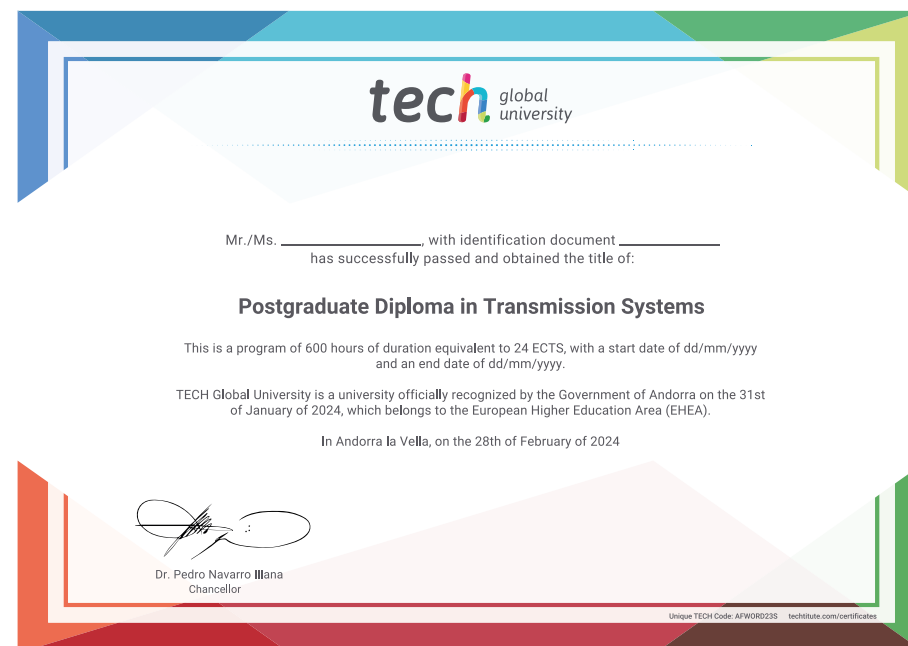 tech global
university
Mr./Ms. ____________________, with identification document ______________
has successfully passed and obtained the title of:
Postgraduate Diploma in Transmission Systems
This is a program of 600 hours of duration equivalent to 24 ECTS, with a start date of dd/mm/yyyy
and an end date of dd/mm/yyyy.
TECH Global University is a university officially recognized by the Government of Andorra on the 31st
of January of 2024, which belongs to the European Higher Education Area (EHEA).
In Andorra la Vella, on the 28th of February of 2024
Dr. Pedro Navarro Illana
Chancellor
Unique TECH Code: AFWORD23S techtitute.com/certificates